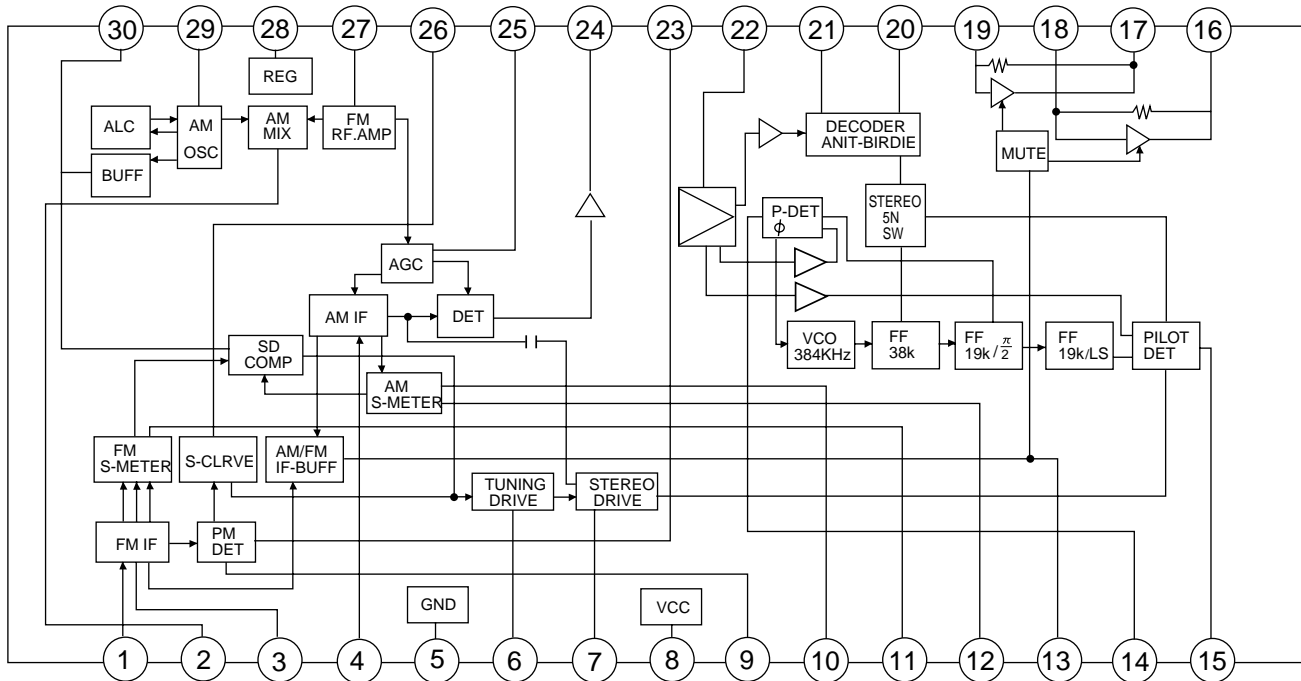 30 29 28 27 26 25 24 23 22 21 20 19 18 17 16
REG
ALC
AM
OSC
AM
MIX
FM
RF.AMP
BUFF
DECODER
ANIT-BIRDIE
MUTE
STEREO
5N
SW
P-DET
ϕ
AGC
AM IF
DET
SD
COMP
VCO
384KHz
FF
38k
FF
19k/π/2
FF
19k/LS
PILOT
DET
AM
S-METER
FM
S-METER
S-CLRVE
AM/FM
IF-BUFF
TUNING
DRIVE
STEREO
DRIVE
FM IF
PM
DET
GND
VCC
1 2 3 4 5 6 7 8 9 10 11 12 13 14 15